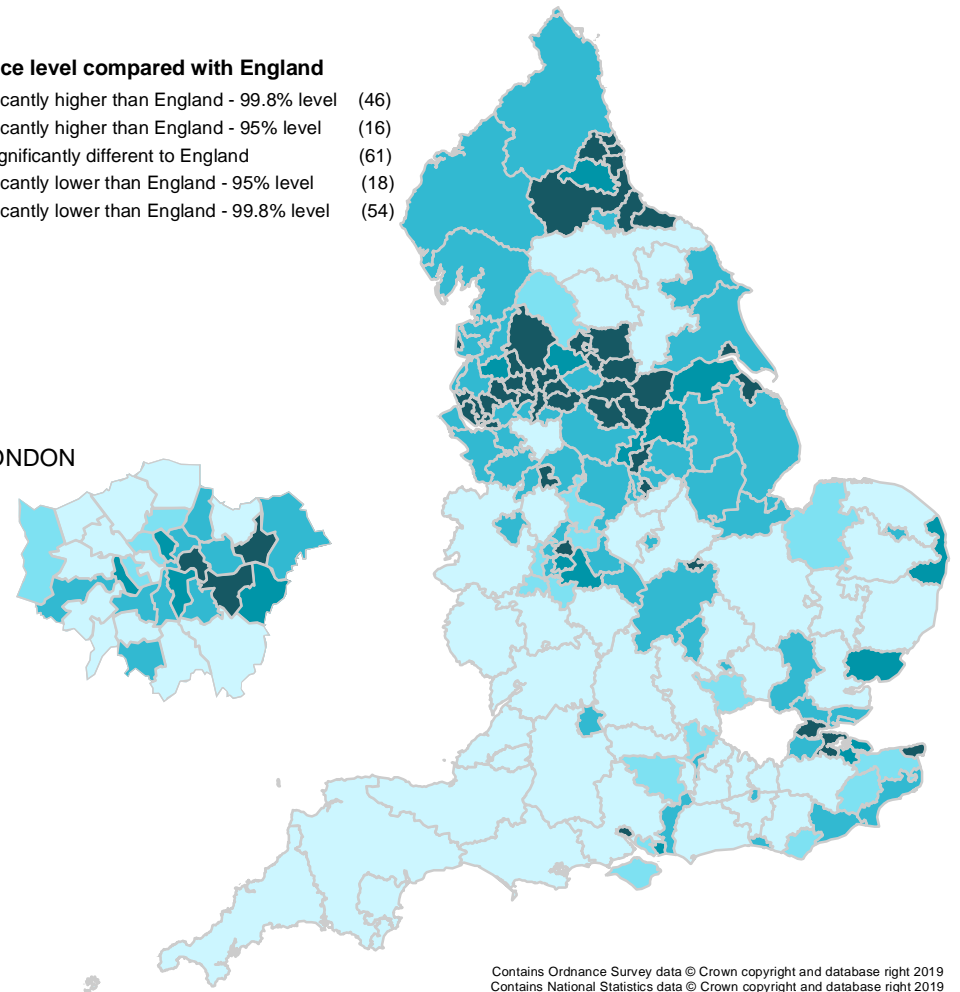 ce level compared with England
cantly higher than England - 99.8% level (46)
cantly higher than England - 95% level (16)
gnificantly different to England (61)
cantly lower than England - 95% level (18)
cantly lower than England - 99.8% level (54)
ONDON
Contains Ordnance Survey data © Crown copyright and database right 2019
Contains National Statistics data © Crown copyright and database right 2019